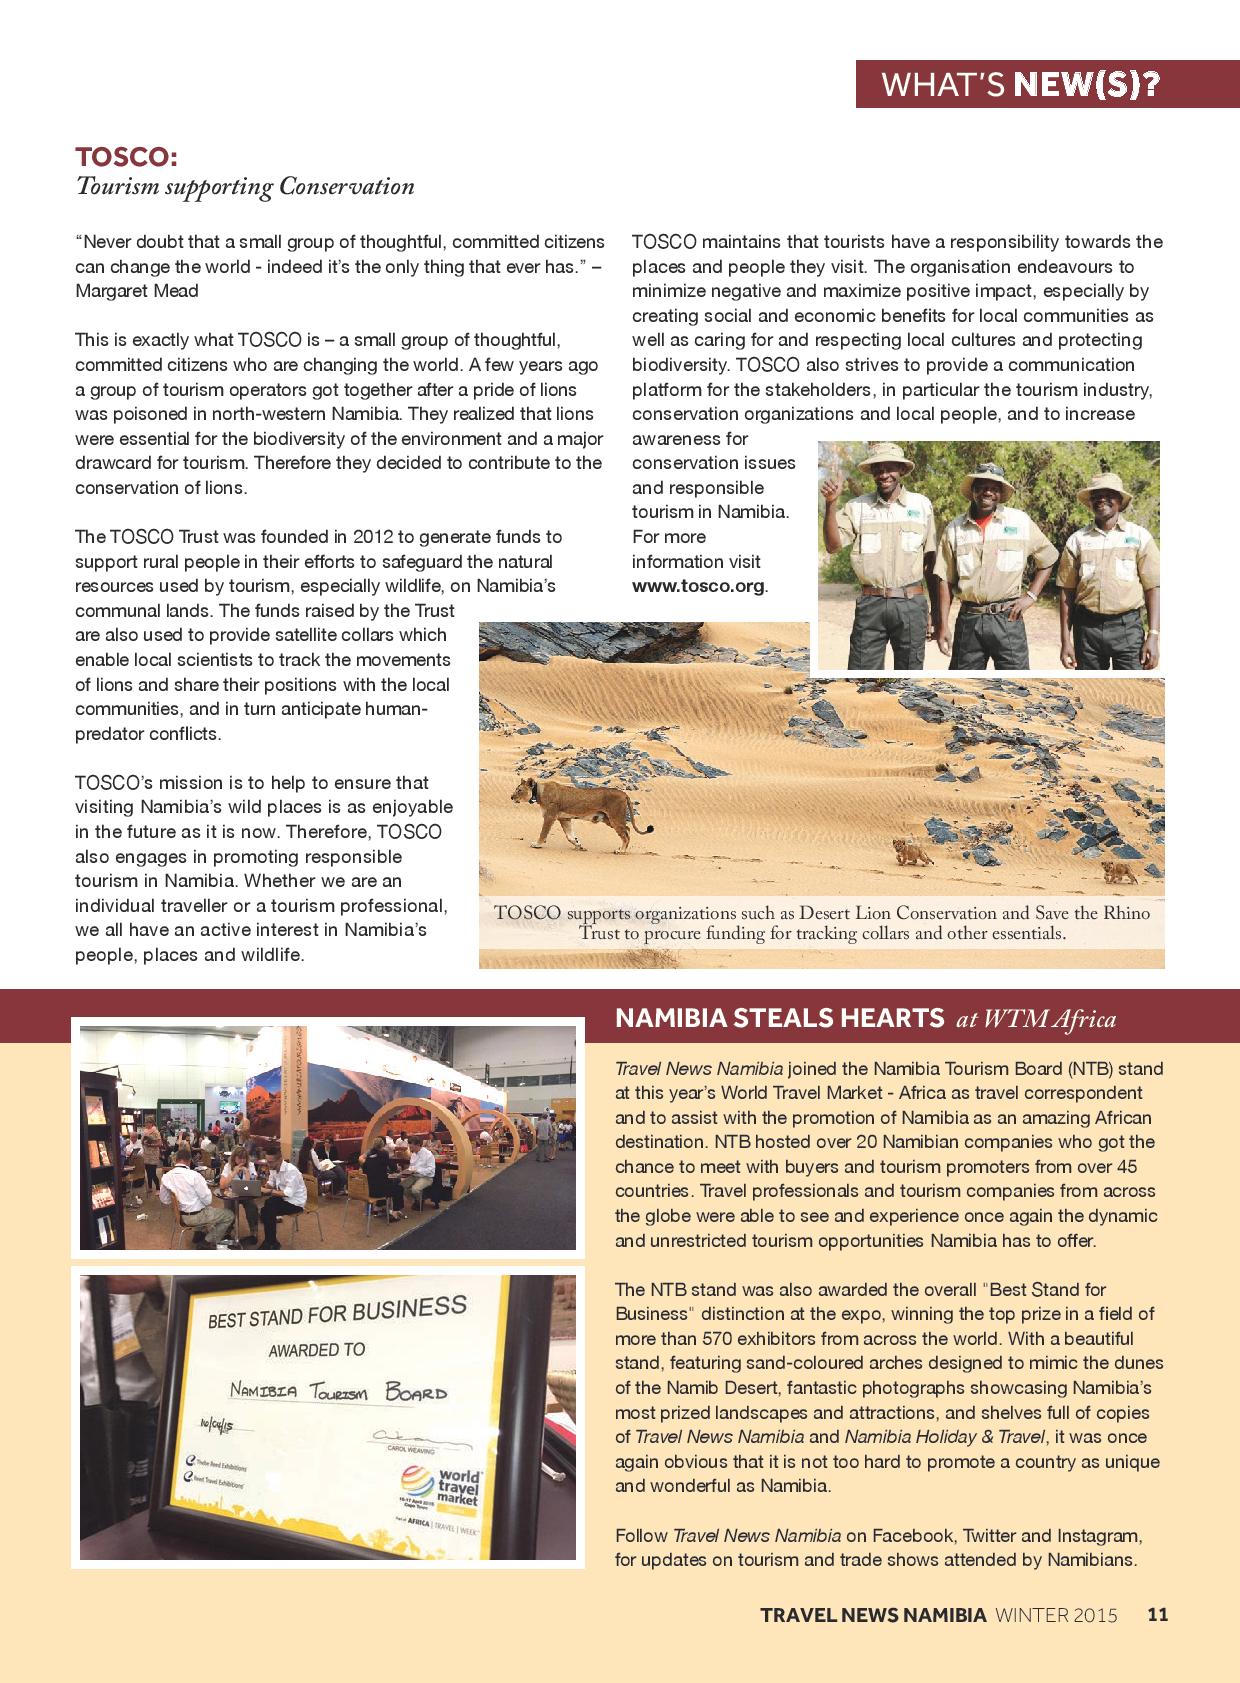 WHAT'S NEW(S)?
TOSCO:
Tourism supporting Conservation
“Never doubt that a small group of thoughtful, committed citizens
can change the world - indeed it’s the only thing that ever has.” –
Margaret Mead
This is exactly what TOSCO is – a small group of thoughtful,
committed citizens who are changing the world. A few years ago
a group of tourism operators got together after a pride of lions
was poisoned in north-western Namibia. They realized that lions
were essential for the biodiversity of the environment and a major
drawcard for tourism. Therefore they decided to contribute to the
conservation of lions.
The TOSCO Trust was founded in 2012 to generate funds to
support rural people in their efforts to safeguard the natural
resources used by tourism, especially wildlife, on Namibia’s
communal lands. The funds raised by the Trust
are also used to provide satellite collars which
enable local scientists to track the movements
of lions and share their positions with the local
communities, and in turn anticipate human-
predator conflicts.
TOSCO’s mission is to help to ensure that
visiting Namibia’s wild places is as enjoyable
in the future as it is now. Therefore, TOSCO
also engages in promoting responsible
tourism in Namibia. Whether we are an
individual traveller or a tourism professional,
we all have an active interest in Namibia’s
people, places and wildlife.
TOSCO maintains that tourists have a responsibility towards the
places and people they visit. The organisation endeavours to
minimize negative and maximize positive impact, especially by
creating social and economic benefits for local communities as
well as caring for and respecting local cultures and protecting
biodiversity. TOSCO also strives to provide a communication
platform for the stakeholders, in particular the tourism industry,
conservation organizations and local people, and to increase
awareness for
conservation issues
and responsible
tourism in Namibia.
For more
information visit
www.tosco.org.
TOSCO supports organizations such as Desert Lion Conservation and Save the Rhino
Trust to procure funding for tracking collars and other essentials.
NAMIBIA STEALS HEARTS at WTM Africa
Travel News Namibia joined the Namibia Tourism Board (NTB) stand
at this year’s World Travel Market - Africa as travel correspondent
and to assist with the promotion of Namibia as an amazing African
destination. NTB hosted over 20 Namibian companies who got the
chance to meet with buyers and tourism promoters from over 45
countries. Travel professionals and tourism companies from across
the globe were able to see and experience once again the dynamic
and unrestricted tourism opportunities Namibia has to offer.
The NTB stand was also awarded the overall "Best Stand for
Business" distinction at the expo, winning the top prize in a field of
more than 570 exhibitors from across the world. With a beautiful
stand, featuring sand-coloured arches designed to mimic the dunes
of the Namib Desert, fantastic photographs showcasing Namibia’s
most prized landscapes and attractions, and shelves full of copies
of Travel News Namibia and Namibia Holiday & Travel, it was once
again obvious that it is not too hard to promote a country as unique
and wonderful as Namibia.
Follow Travel News Namibia on Facebook, Twitter and Instagram,
for updates on tourism and trade shows attended by Namibians.
BEST STAND FOR BUSINESS
AWARDED TO
NAMIBIA TOURISM BOARD
16/04/15
CAROL WEAVING
Thebe Reed Exhibitions
Reed Travel Exhibitions
world
travel
market
15-17 April 2015
Cape Town
Part of AFRICA | TRAVEL | WEEK
TRAVEL NEWS NAMIBIA WINTER 2015 11